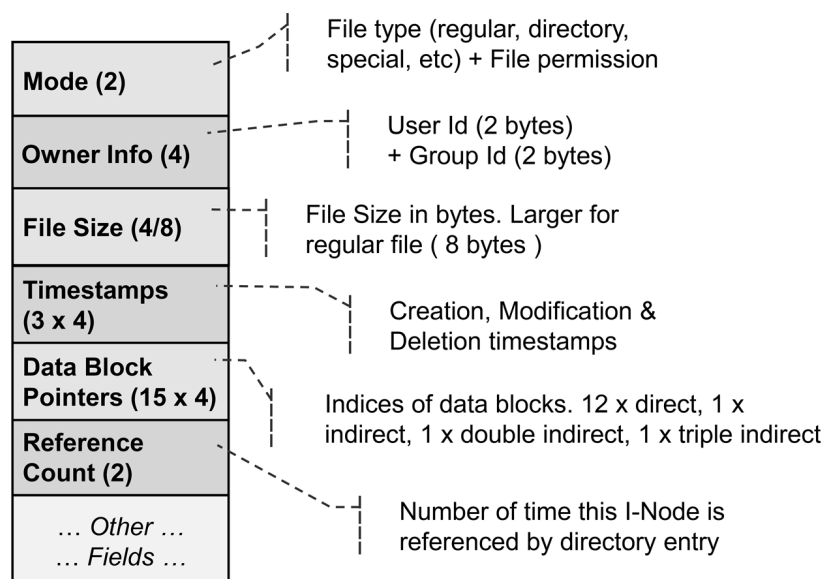 Mode (2)
File type (regular, directory,
special, etc) + File permission
Owner Info (4)
User Id (2 bytes)
+ Group Id (2 bytes)
File Size (4/8)
File Size in bytes. Larger for
regular file ( 8 bytes )
Timestamps
(3 x 4)
Creation, Modification &
Deletion timestamps
Data Block
Pointers (15 x 4)
Indices of data blocks. 12 x direct, 1 x
indirect, 1 x double indirect, 1 x triple indirect
Reference
Count (2)
Number of time this I-Node is
referenced by directory entry
… Other …
… Fields …